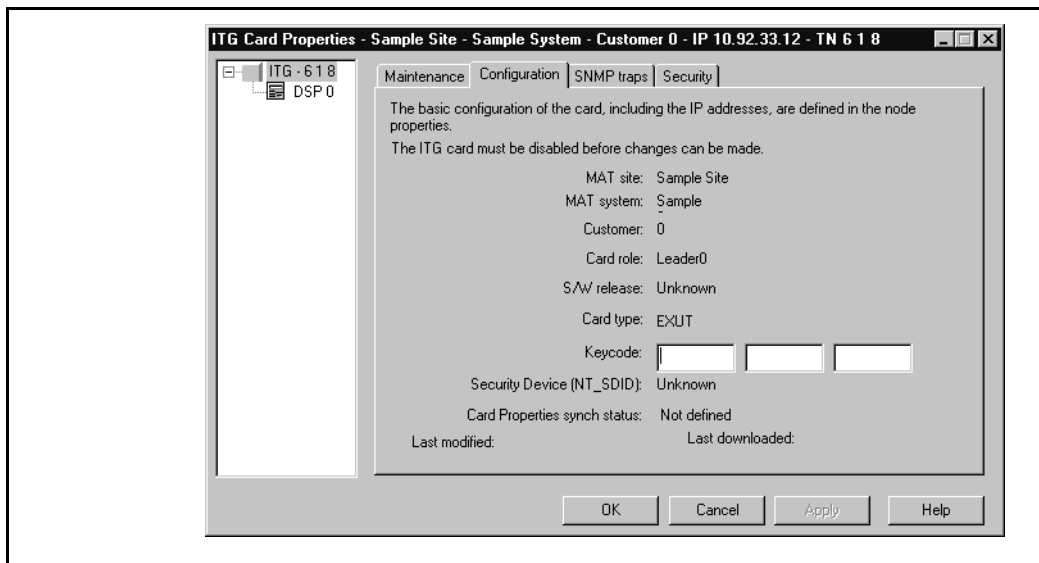 ITG Card Properties - Sample Site - Sample System - Customer 0 - IP 10.92.33.12 - TN 6 1 8
ITG - 6 1 8
DSP 0
Maintenance Configuration SNMP traps Security
The basic configuration of the card, including the IP addresses, are defined in the node
properties.
The ITG card must be disabled before changes can be made.
MAT site: Sample Site
MAT system: Sample
Customer: 0
Card role: Leader0
S/W release: Unknown
Card type: EXUT
Keycode:
Security Device (NT_SDID): Unknown
Card Properties synch status: Not defined
Last modified: Last downloaded:
OK Cancel Apply Help